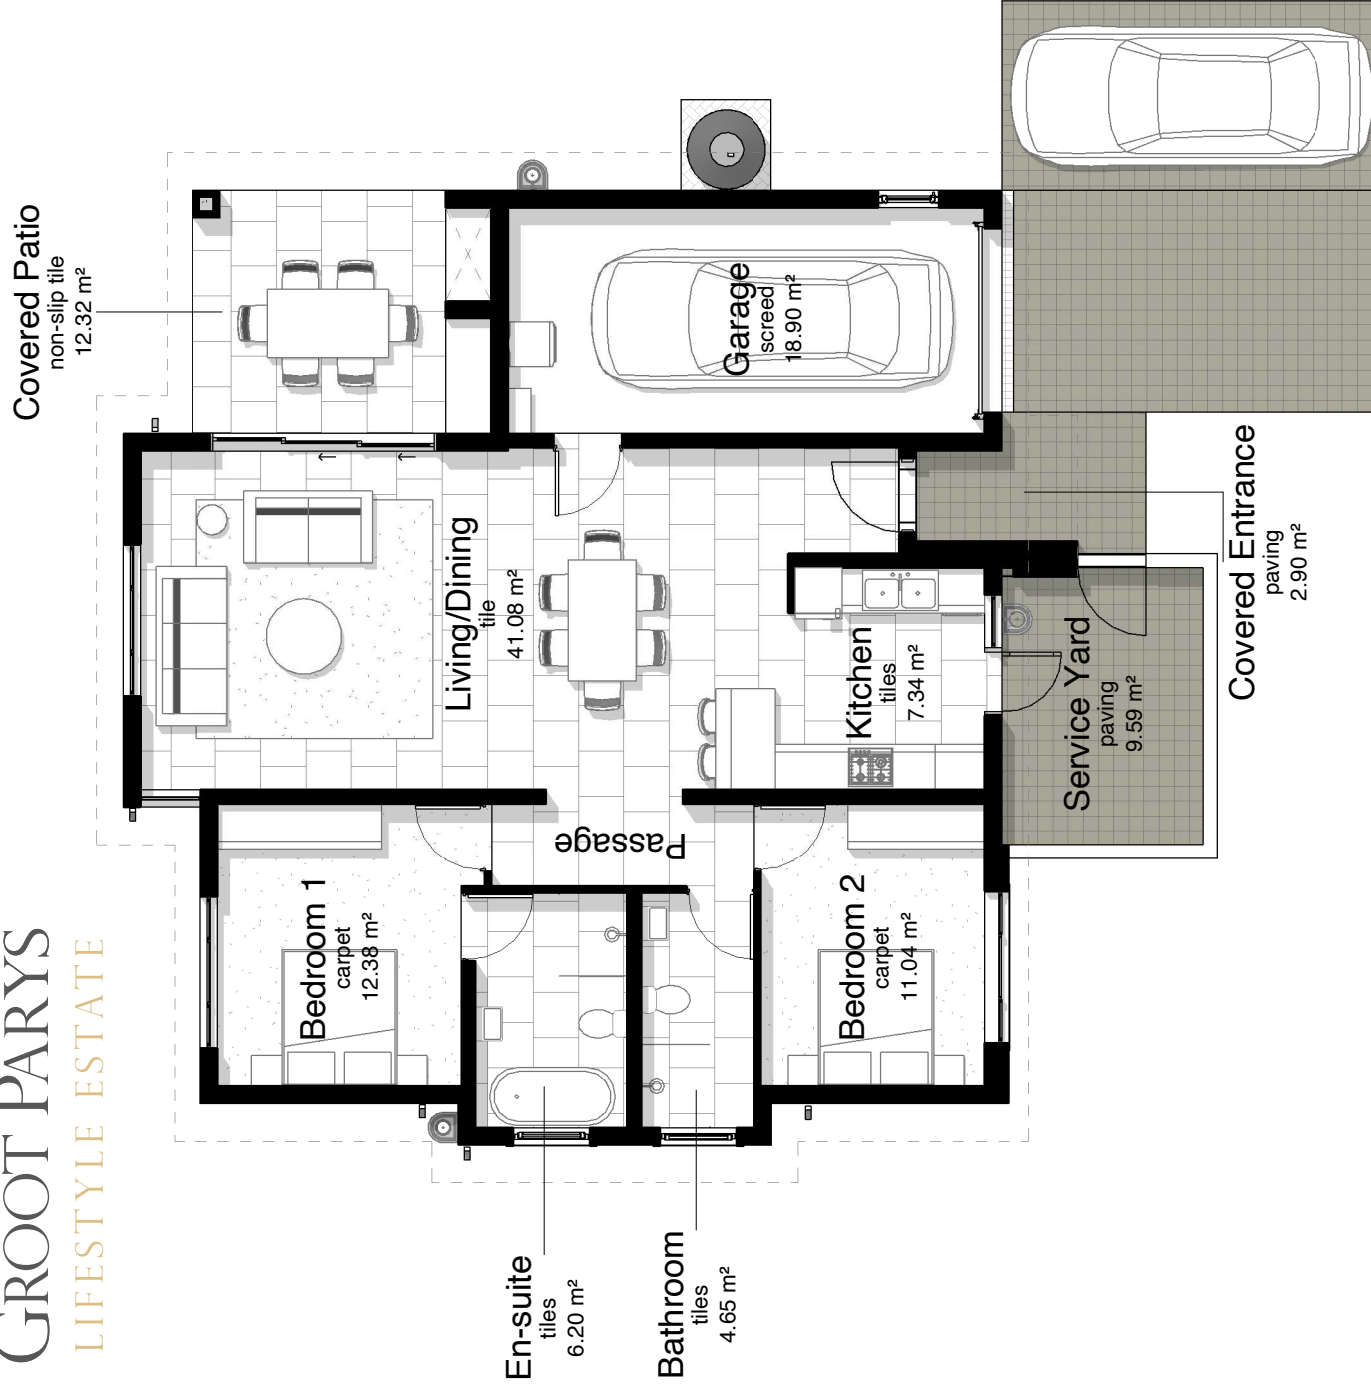 GROOT PARYS
LIFESTYLE ESTATE
Covered Patio
non-slip tile
12.32 m²
Living/Dining
tile
41.08 m²
Garage
screed
18.90 m²
Kitchen
tiles
7.34 m²
Covered Entrance
paving
2.90 m²
Service Yard
paving
9.59 m²
Passage
Bedroom 1
carpet
12.38 m²
Bedroom 2
carpet
11.04 m²
En-suite
tiles
6.20 m²
Bathroom
tiles
4.65 m²